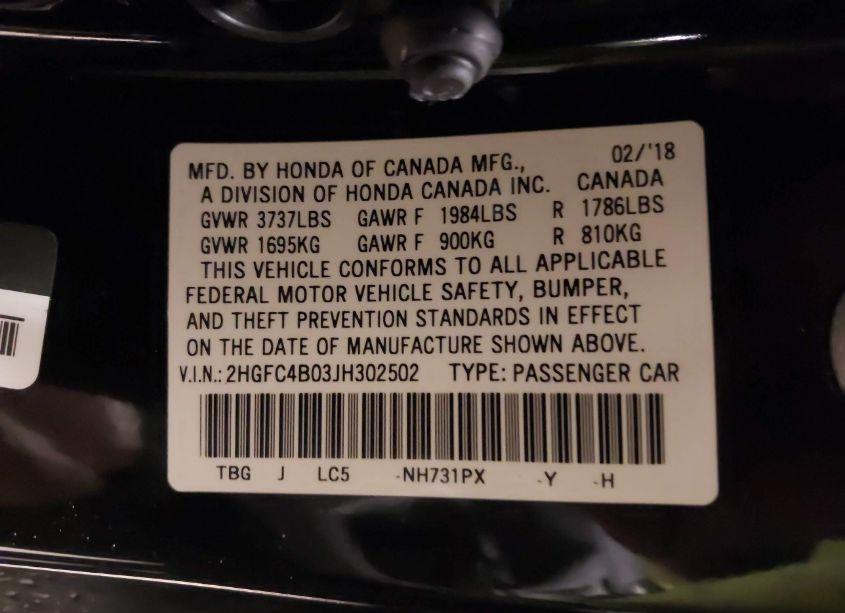 MFD. BY HONDA OF CANADA MFG., 02/'18
A DIVISION OF HONDA CANADA INC. CANADA
GVWR 3737LBS GAWR F 1984LBS R 1786LBS
GVWR 1695KG GAWR F 900KG R 810KG
THIS VEHICLE CONFORMS TO ALL APPLICABLE
FEDERAL MOTOR VEHICLE SAFETY, BUMPER,
AND THEFT PREVENTION STANDARDS IN EFFECT
ON THE DATE OF MANUFACTURE SHOWN ABOVE.
V.I.N.: 2HGFC4B03JH302502 TYPE: PASSENGER CAR
TBG J LC5 -NH731PX -Y -H